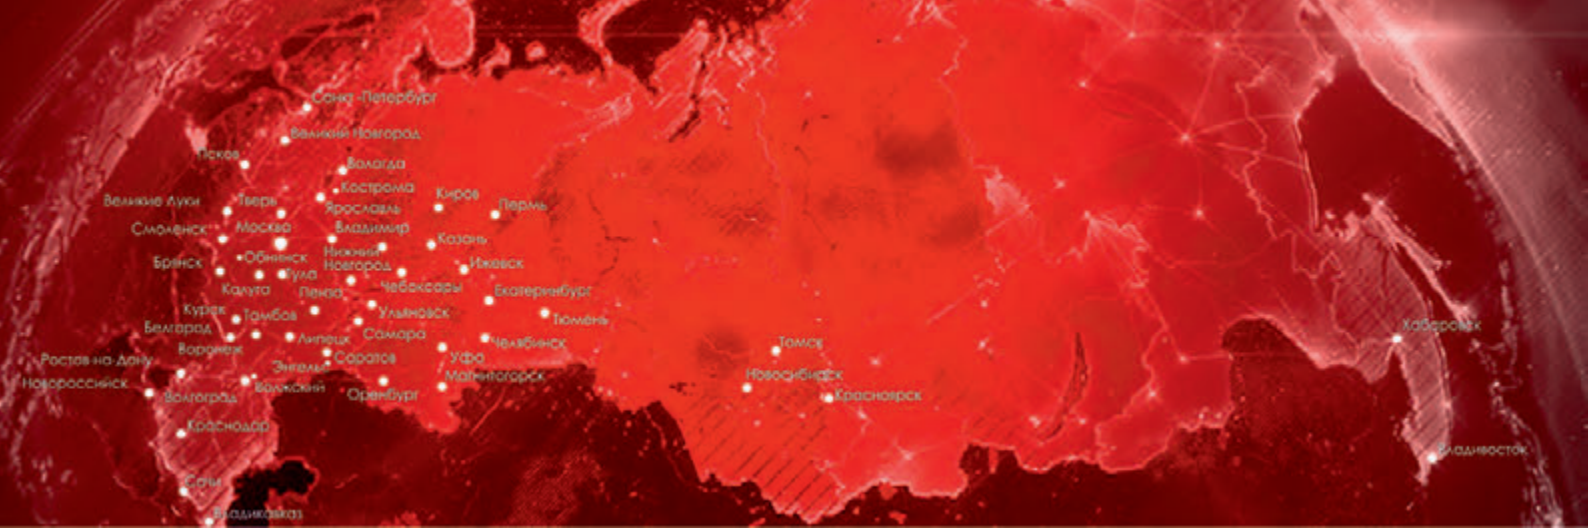 Санкт-Петербург
Великий Новгород
Псков
Вологда
Кострома
Киров
Великие Луки
Тверь
Ярославль
Пермь
Смоленск
Москва
Владимир
Казань
Нижний
Новгород
Обнинск
Брянск
Ижевск
Тула
Калуга
Пенза
Чебоксары
Екатеринбург
Курск
Тамбов
Ульяновск
Тюмень
Белгород
Липецк
Самара
Челябинск
Хабаровск
Воронеж
Саратов
Уфа
Томск
Ростов-на-Дону
Энгельс
Магнитогорск
Новосибирск
Новороссийск
Волжский
Волгоград
Оренбург
Красноярск
Краснодар
Владивосток
Сочи
Владикавказ